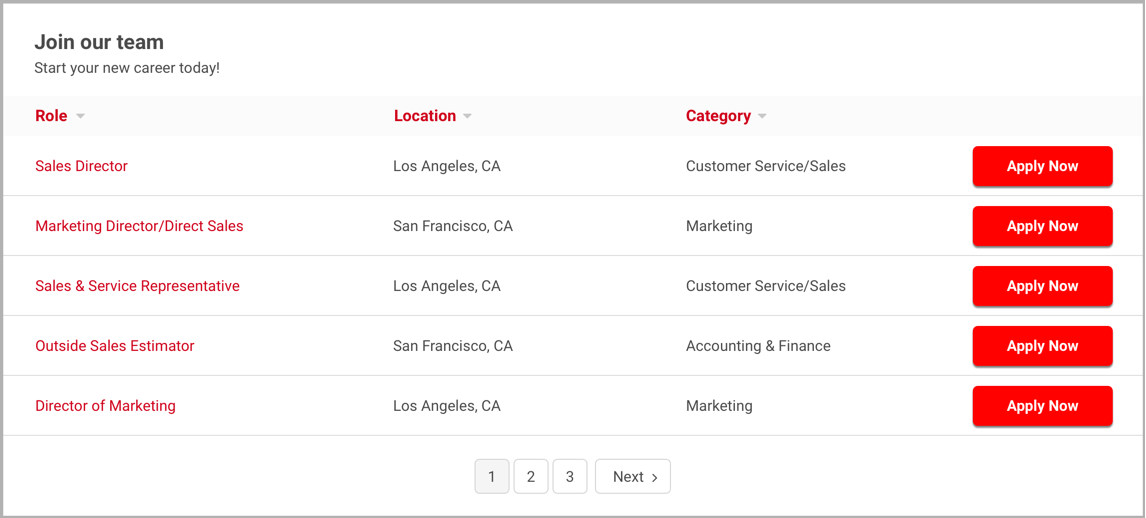 Join our team
Start your new career today!
Role Location Category
Sales Director Los Angeles, CA Customer Service/Sales Apply Now
Marketing Director/Direct Sales San Francisco, CA Marketing Apply Now
Sales & Service Representative Los Angeles, CA Customer Service/Sales Apply Now
Outside Sales Estimator San Francisco, CA Accounting & Finance Apply Now
Director of Marketing Los Angeles, CA Marketing Apply Now
1 2 3 Next >